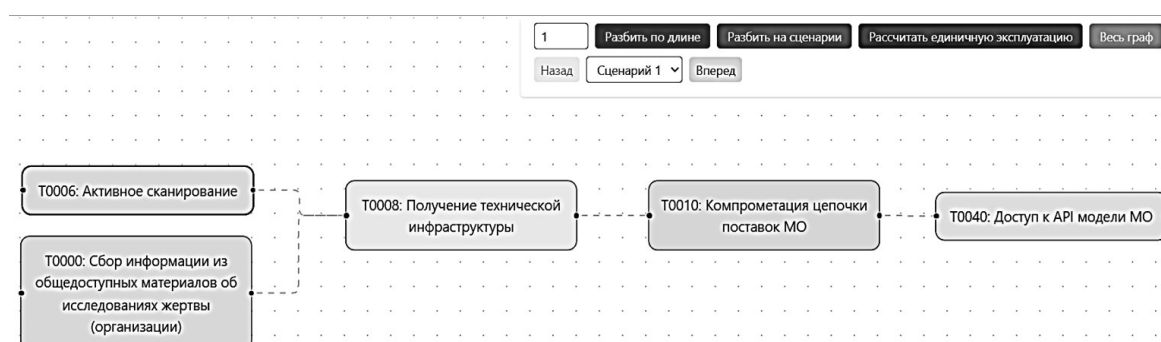 1
Разбить по длине
Разбить на сценарии
Рассчитать единичную эксплуатацию
Весь граф
Назад
Сценарий 1
Вперед
T0006: Активное сканирование
T0000: Сбор информации из
общедоступных материалов об
исследованиях жертвы
(организации)
T0008: Получение технической
инфраструктуры
T0010: Компрометация цепочки
поставок МО
T0040: Доступ к API модели МО